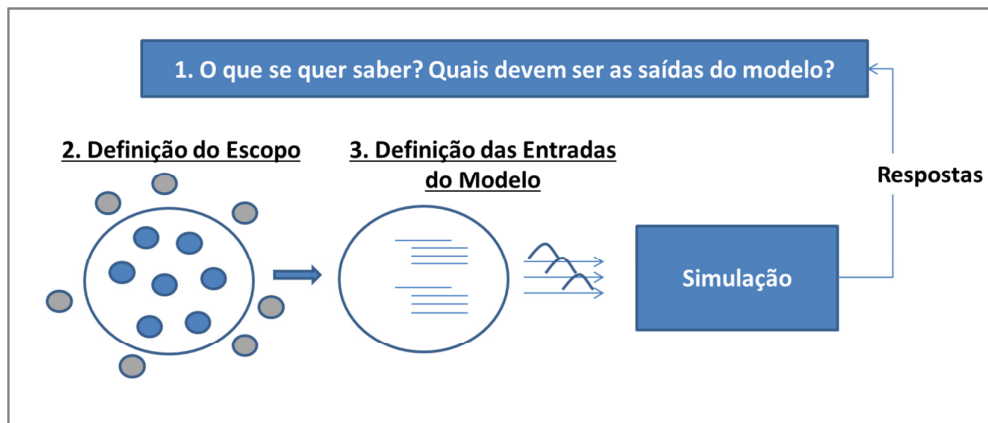 1. O que se quer saber? Quais devem ser as saídas do modelo?
2. Definição do Escopo
3. Definição das Entradas
do Modelo
Respostas
Simulação